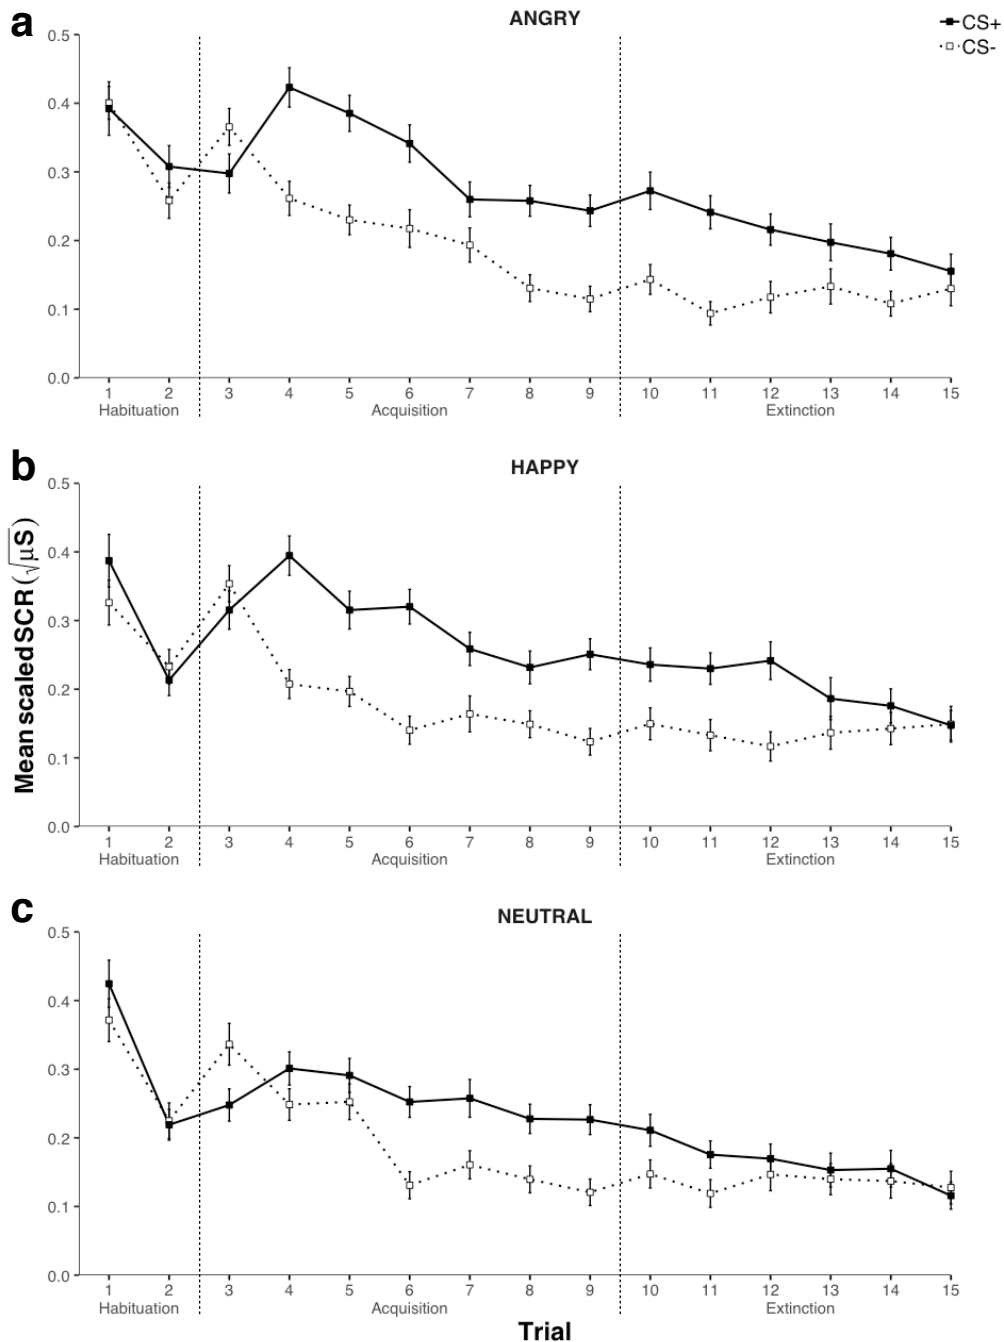 a
ANGRY
CS+
CS-
0.5
0.4
0.3
0.2
0.1
0.0
1 2 3 4 5 6 7 8 9 10 11 12 13 14 15
Habituation Acquisition Extinction
b
HAPPY
Mean scaled SCR (√μS)
0.5
0.4
0.3
0.2
0.1
0.0
1 2 3 4 5 6 7 8 9 10 11 12 13 14 15
Habituation Acquisition Extinction
c
NEUTRAL
0.5
0.4
0.3
0.2
0.1
0.0
1 2 3 4 5 6 7 8 9 10 11 12 13 14 15
Habituation Acquisition Extinction
Trial